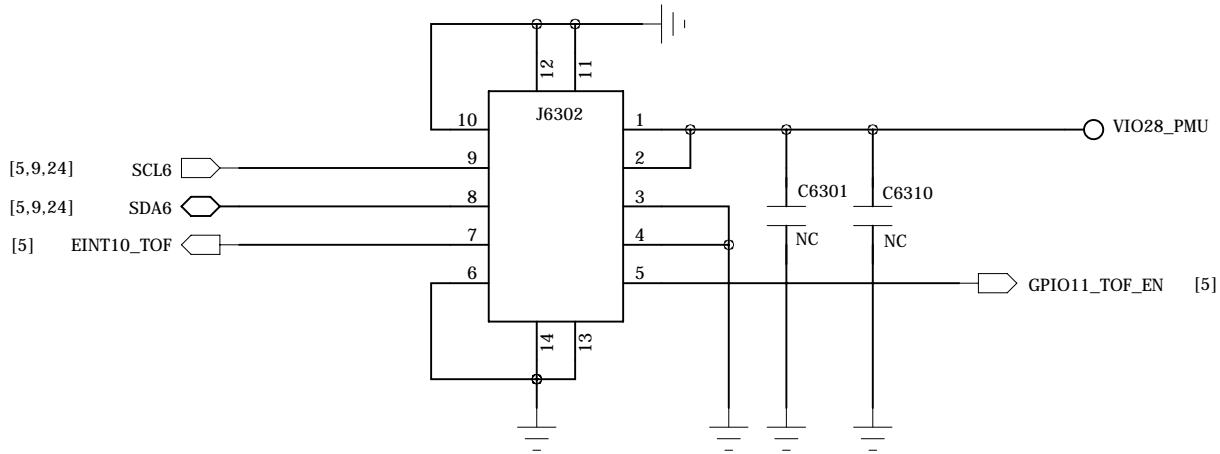 12
11
J6302
10
1
VIO28_PMU
[5,9,24] SCL6
9
2
C6301
C6310
[5,9,24] SDA6
8
3
NC
NC
[5] EINT10_TOF
7
4
6
5
GPIO11_TOF_EN [5]
14
13